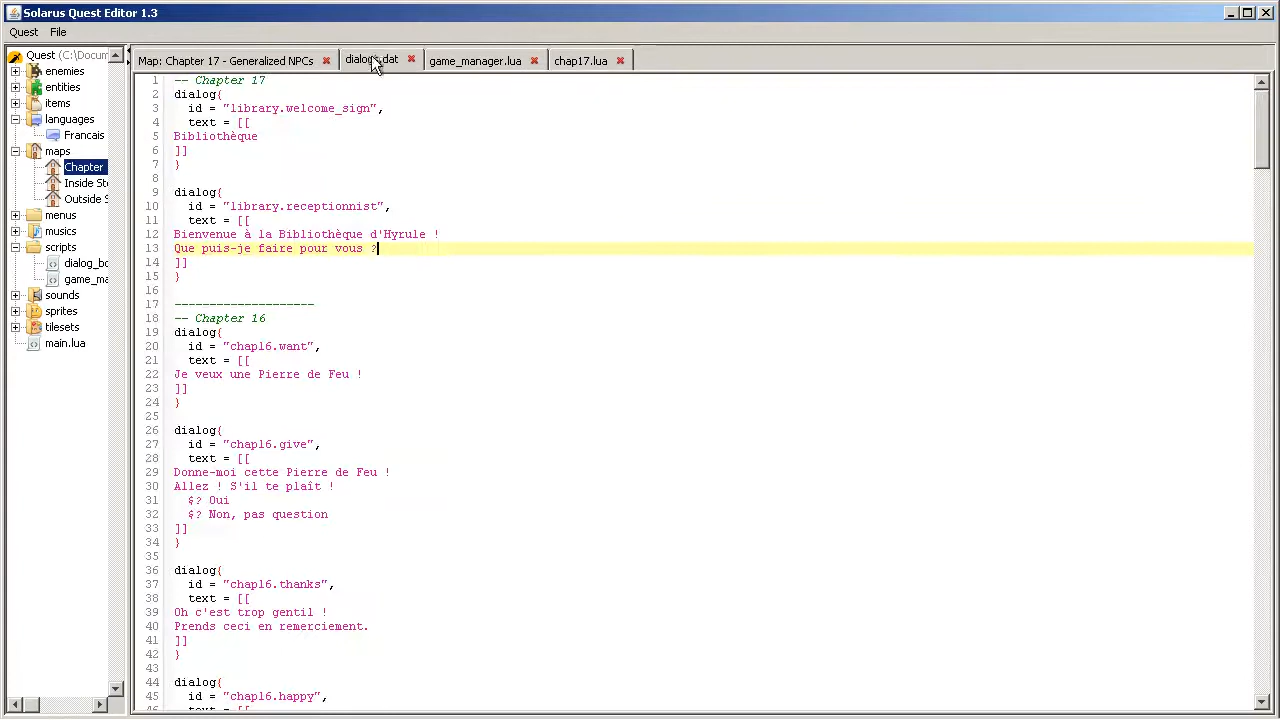 Solarus Quest Editor 1.3
Quest File
Quest (C:\Docum
enemies
entities
items
languages
Francais
maps
Chapter
Inside Ste
Outside S
menus
musics
scripts
dialog_bo
game_ma
sounds
sprites
tilesets
main.lua
Map: Chapter 17 - Generalized NPCs
game_manager.lua
chap17.lua
1 -- Chapter 17
2 dialog{
3 id = "library.welcome_sign",
4 text = [[
5 Bibliothèque
6 ]]
7 }
8
9 dialog{
10 id = "library.receptionnist",
11 text = [[
12 Bienvenue à la Bibliothèque d'Hyrule !
13 Que puis-je faire pour vous ?
14 ]]
15 }
16
17 --------------------
18 -- Chapter 16
19 dialog{
20 id = "chap16.want",
21 text = [[
22 Je veux une Pierre de Feu !
23 ]]
24 }
25
26 dialog{
27 id = "chap16.give",
28 text = [[
29 Donne-moi cette Pierre de Feu !
30 Allez ! S'il te plaît !
31 $? Oui
32 $? Non, pas question
33 ]]
34 }
35
36 dialog{
37 id = "chap16.thanks",
38 text = [[
39 Oh c'est trop gentil !
40 Prends ceci en remerciement.
41 ]]
42 }
43
44 dialog{
45 id = "chap16.happy",